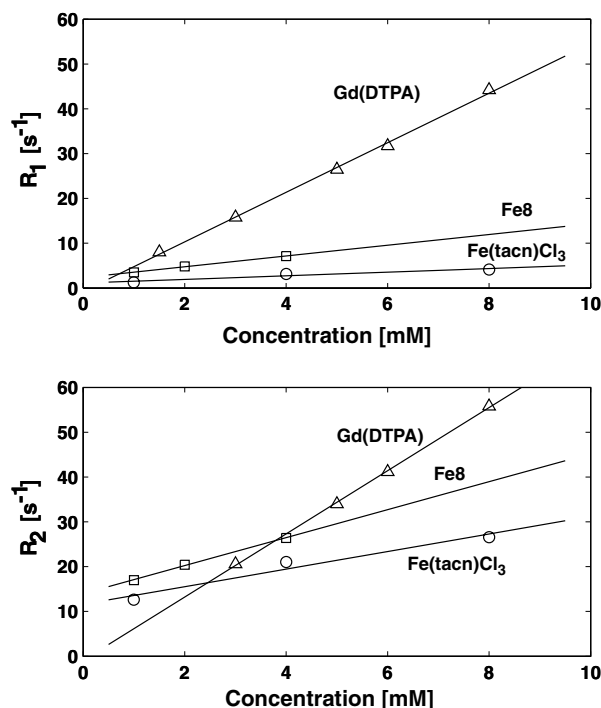 60
50
Gd(DTPA)
40
R1 [s-1]
30
20
Fe8
10
Fe(tacn)Cl3
0
0 2 4 6 8 10
Concentration [mM]
60
50
Gd(DTPA)
40
Fe8
R2 [s-1]
30
20
Fe(tacn)Cl3
10
0
0 2 4 6 8 10
Concentration [mM]